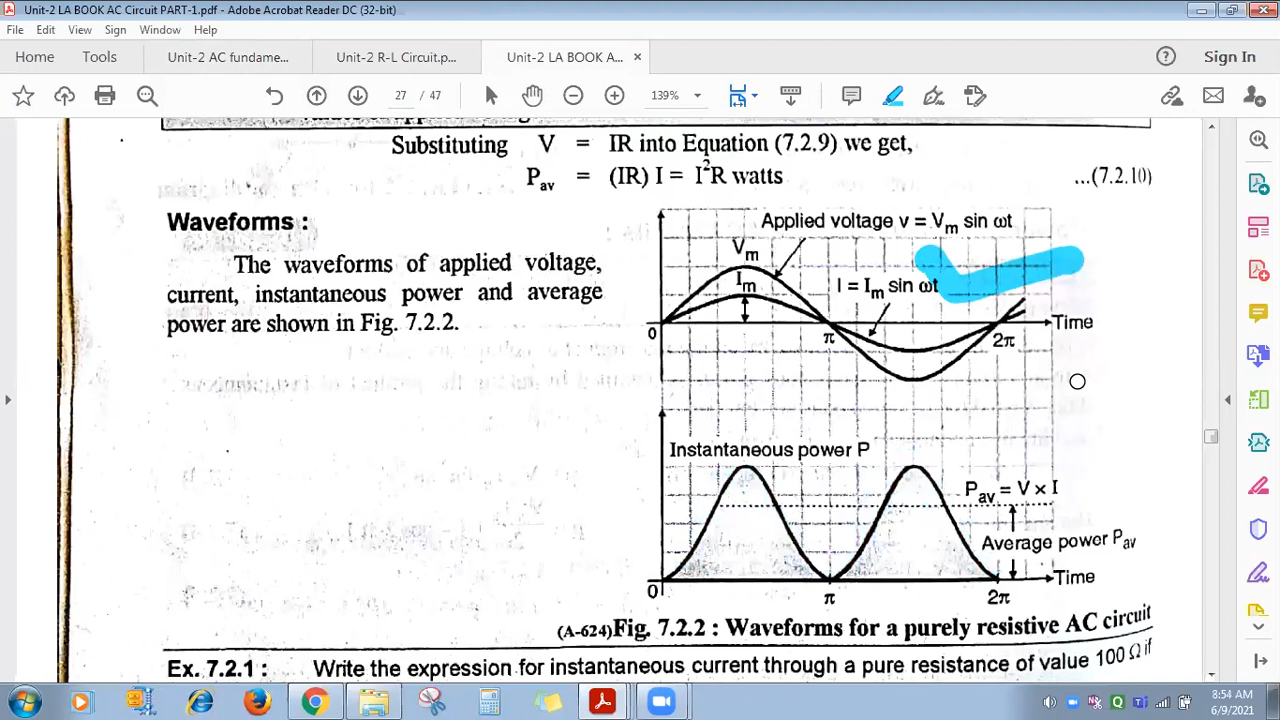 Unit-2 LA BOOK AC Circuit PART-1.pdf - Adobe Acrobat Reader DC (32-bit)
File Edit View Sign Window Help
Home Tools Unit-2 AC fundame... Unit-2 R-L Circuit.p... Unit-2 LA BOOK A... × Sign In
27 / 47 139%
Substituting V = IR into Equation (7.2.9) we get,
Pav = (IR) I = I²R watts ...(7.2.10)
Waveforms :
The waveforms of applied voltage,
current, instantaneous power and average
power are shown in Fig. 7.2.2.
Applied voltage v = Vm sin ωt
Vm
Im
I = Im sin ωt
0 π 2π Time
Instantaneous power P
Pav = V × I
Average power Pav
0 π 2π Time
(A-624)Fig. 7.2.2 : Waveforms for a purely resistive AC circuit
Ex. 7.2.1 : Write the expression for instantaneous current through a pure resistance of value 100 Ω if
8:54 AM
6/9/2021